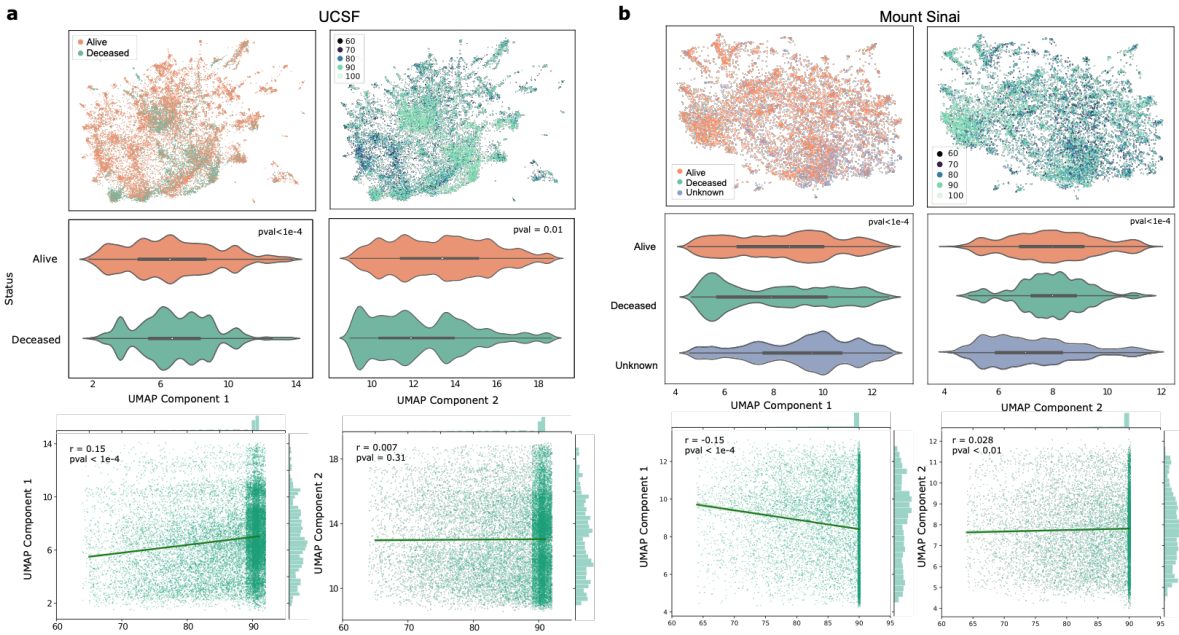 a
UCSF
Alive
Deceased
60
70
80
90
100
Status
Alive
Deceased
pval<1e-4
pval = 0.01
2
6
10
14
10
12
14
16
18
UMAP Component 1
UMAP Component 2
r = 0.15
pval < 1e-4
UMAP Component 1
14
10
6
2
60
70
80
90
r = 0.007
pval = 0.31
UMAP Component 2
18
16
14
12
10
60
70
80
90
b
Mount Sinai
Alive
Deceased
Unknown
60
70
80
90
100
Alive
Deceased
Unknown
pval<1e-4
pval<1e-4
4
6
8
10
12
4
6
8
10
12
UMAP Component 1
UMAP Component 2
r = -0.15
pval < 1e-4
UMAP Component 1
12
10
8
6
4
60
65
70
75
80
85
90
95
r = 0.028
pval < 0.01
UMAP Component 2
12
11
10
9
8
7
6
5
4
60
65
70
75
80
85
90
95